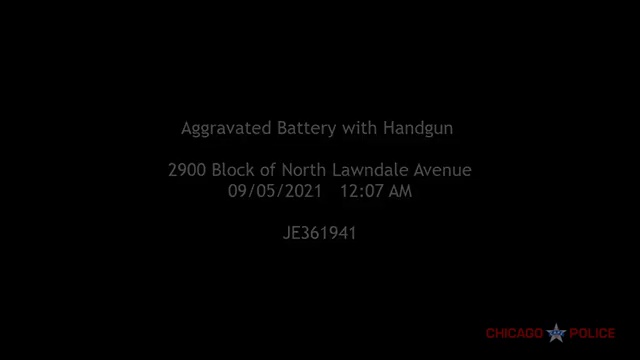 Aggravated Battery with Handgun
2900 Block of North Lawndale Avenue
09/05/2021 12:07 AM
JE361941
CHICAGO POLICE